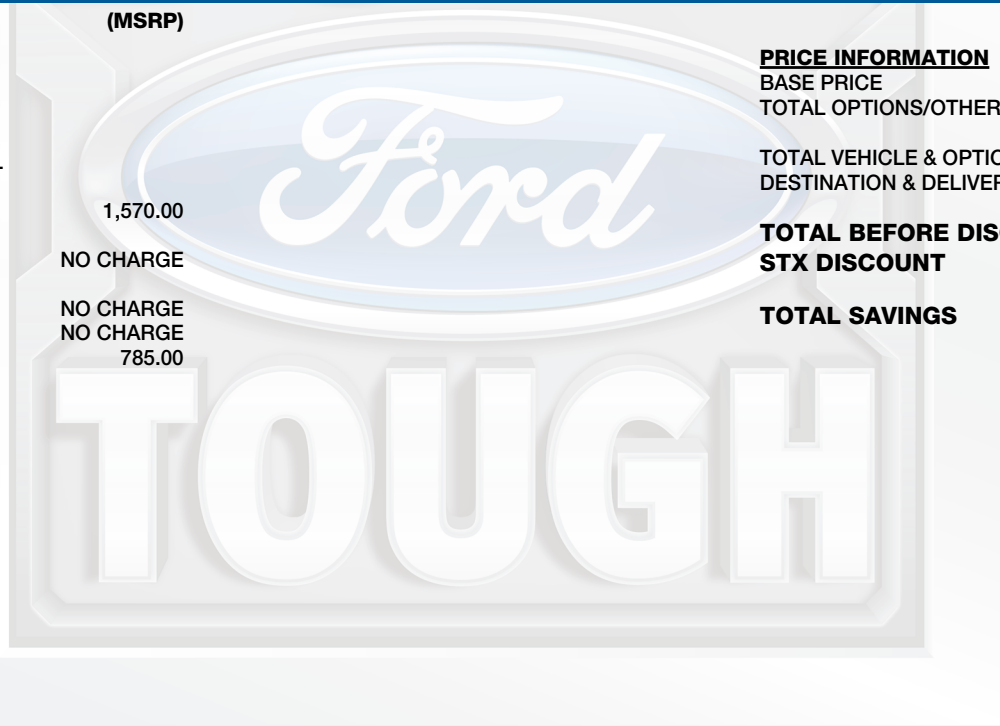 (MSRP)
1,570.00
NO CHARGE
NO CHARGE
NO CHARGE
785.00
PRICE INFORMATION
BASE PRICE
TOTAL OPTIONS/OTHER
TOTAL VEHICLE & OPTIO
DESTINATION & DELIVER
TOTAL BEFORE DIS
STX DISCOUNT
TOTAL SAVINGS
Ford
TOUGH